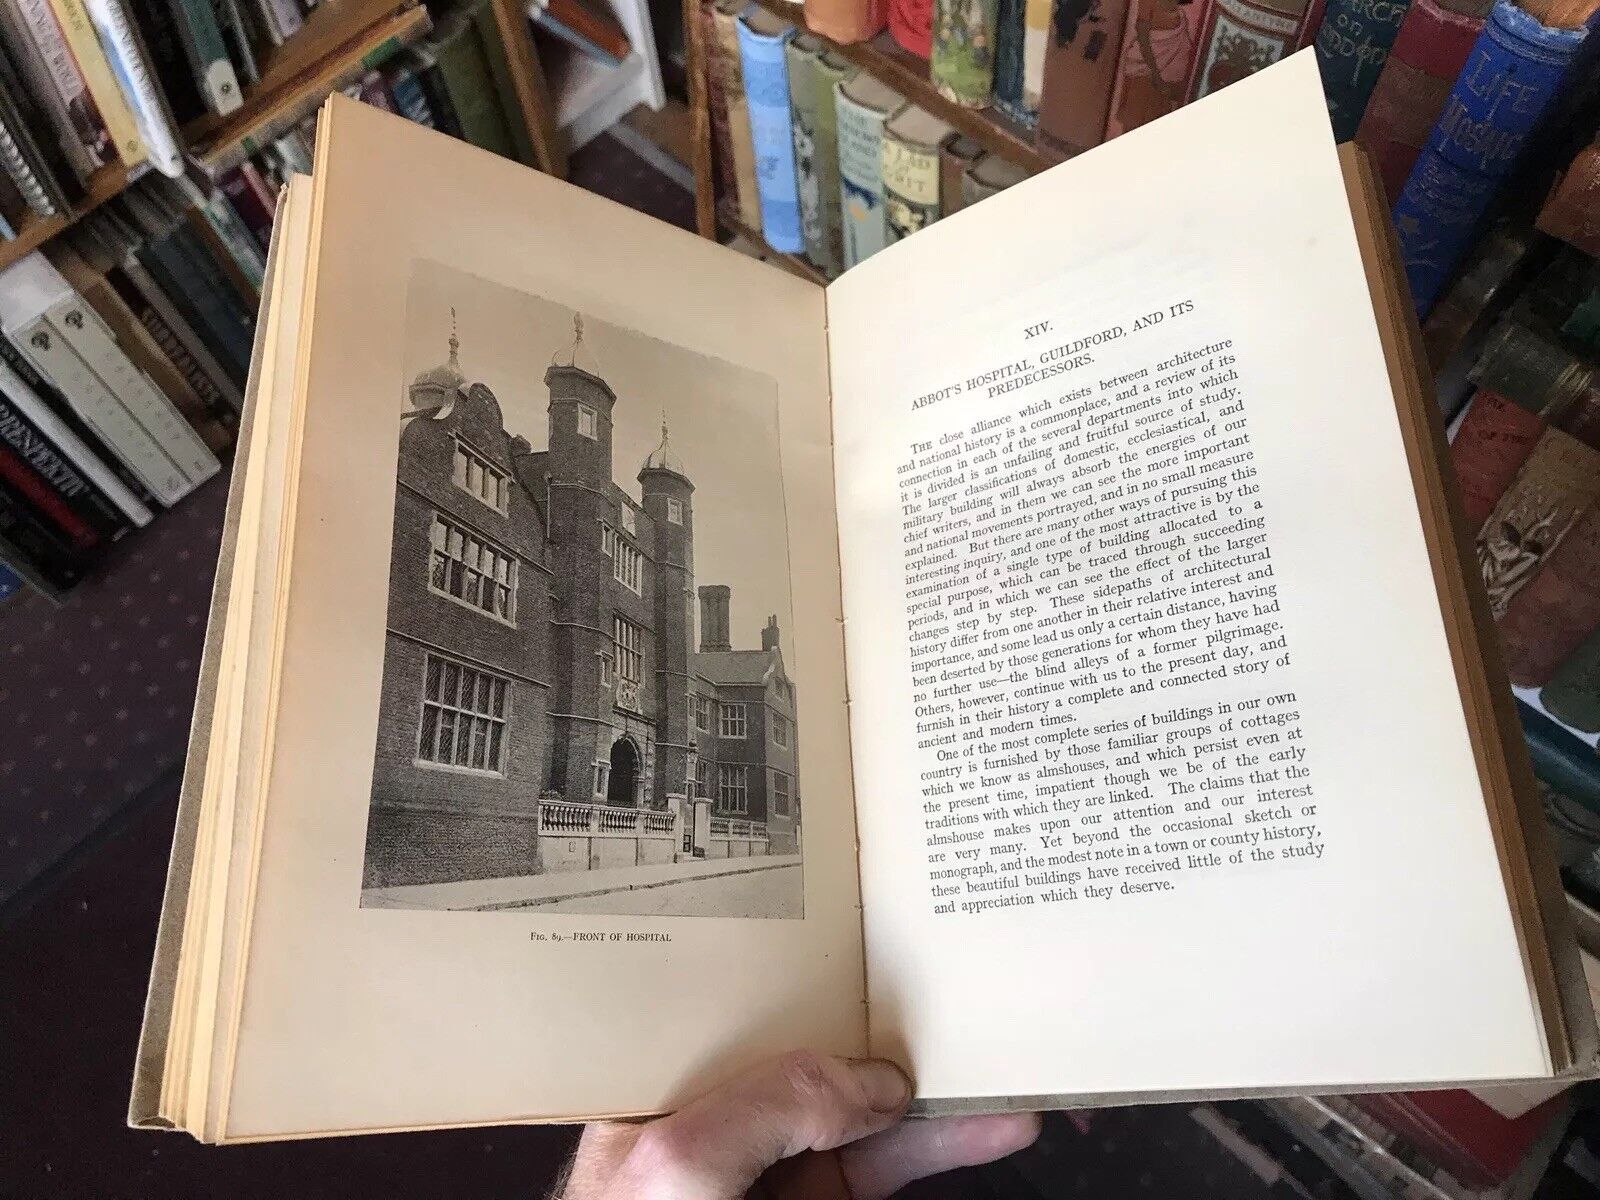 FIG. 89.—FRONT OF HOSPITAL
XIV.
ABBOT'S HOSPITAL, GUILDFORD, AND ITS
PREDECESSORS.
THE close alliance which exists between architecture
and national history is a commonplace, and a review of its
connection in each of the several departments into which
it is divided is an unfailing and fruitful source of study.
The larger classifications of domestic, ecclesiastical, and
military building will always absorb the energies of our
chief writers, and in them we can see the more important
and national movements portrayed, and in no small measure
explained. But there are many other ways of pursuing this
interesting inquiry, and one of the most attractive is by the
examination of a single type of building allocated to a
special purpose, which can be traced through succeeding
periods, and in which we can see the effect of the larger
changes step by step. These sidepaths of architectural
history differ from one another in their relative interest and
importance, and some lead us only a certain distance, having
been deserted by those generations for whom they have had
no further use—the blind alleys of a former pilgrimage.
Others, however, continue with us to the present day, and
furnish in their history a complete and connected story of
ancient and modern times.
One of the most complete series of buildings in our own
country is furnished by those familiar groups of cottages
which we know as almshouses, and which persist even at
the present time, impatient though we be of the early
traditions with which they are linked. The claims that the
almshouse makes upon our attention and our interest
are very many. Yet beyond the occasional sketch or
monograph, and the modest note in a town or county history,
these beautiful buildings have received little of the study
and appreciation which they deserve.
LIFE